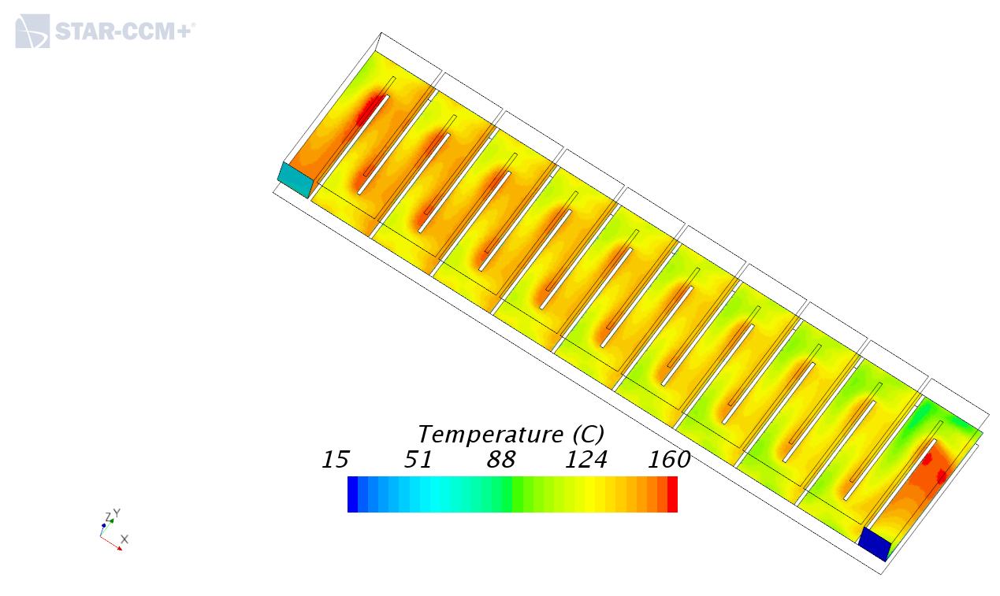 STAR-CCM+®
Temperature (C)
15 51 88 124 160
Z Y
X